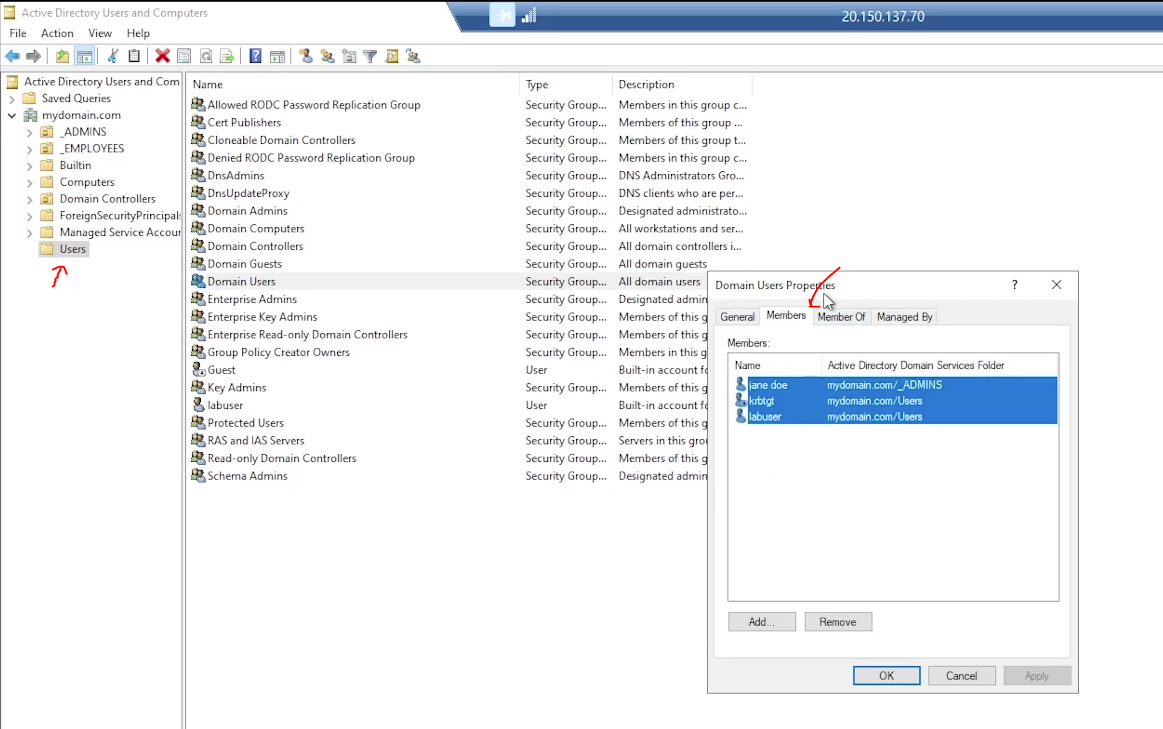 Active Directory Users and Computers
20.150.137.70
File Action View Help
Active Directory Users and Com
Saved Queries
mydomain.com
_ADMINS
_EMPLOYEES
Builtin
Computers
Domain Controllers
ForeignSecurityPrincipals
Managed Service Accour
Users
Name Type Description
Allowed RODC Password Replication Group Security Group... Members in this group c...
Cert Publishers Security Group... Members of this group ...
Cloneable Domain Controllers Security Group... Members of this group t...
Denied RODC Password Replication Group Security Group... Members in this group c...
DnsAdmins Security Group... DNS Administrators Gro...
DnsUpdateProxy Security Group... DNS clients who are per...
Domain Admins Security Group... Designated administrato...
Domain Computers Security Group... All workstations and ser...
Domain Controllers Security Group... All domain controllers i...
Domain Guests Security Group... All domain guests
Domain Users Security Group... All domain users
Enterprise Admins Security Group... Designated admin
Enterprise Key Admins Security Group... Members of this g
Enterprise Read-only Domain Controllers Security Group... Members of this g
Group Policy Creator Owners Security Group... Members in this g
Guest User Built-in account fo
Key Admins Security Group... Members of this g
labuser User Built-in account fo
Protected Users Security Group... Members of this g
RAS and IAS Servers Security Group... Servers in this grou
Read-only Domain Controllers Security Group... Members of this g
Schema Admins Security Group... Designated admin
Domain Users Properties ?
General Members Member Of Managed By
Members:
Name Active Directory Domain Services Folder
jane doe mydomain.com/_ADMINS
krbtgt mydomain.com/Users
labuser mydomain.com/Users
Add... Remove
OK Cancel Apply